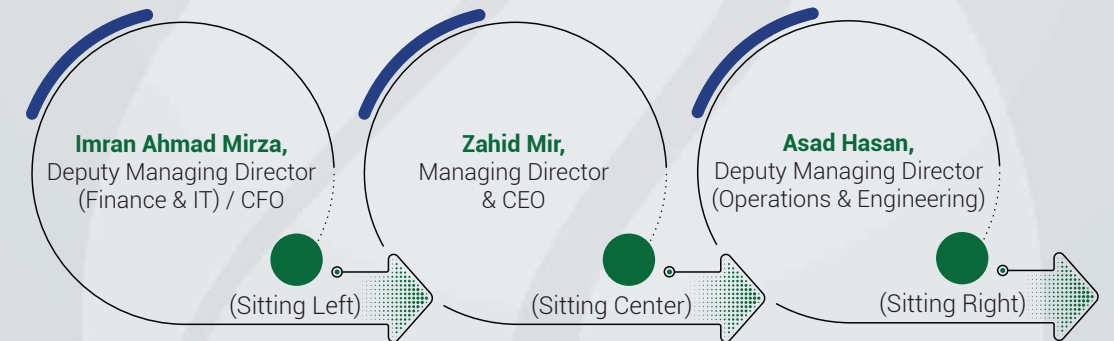 Imran Ahmad Mirza,
Deputy Managing Director
(Finance & IT) / CFO
(Sitting Left)
Zahid Mir,
Managing Director
& CEO
(Sitting Center)
Asad Hasan,
Deputy Managing Director
(Operations & Engineering)
(Sitting Right)